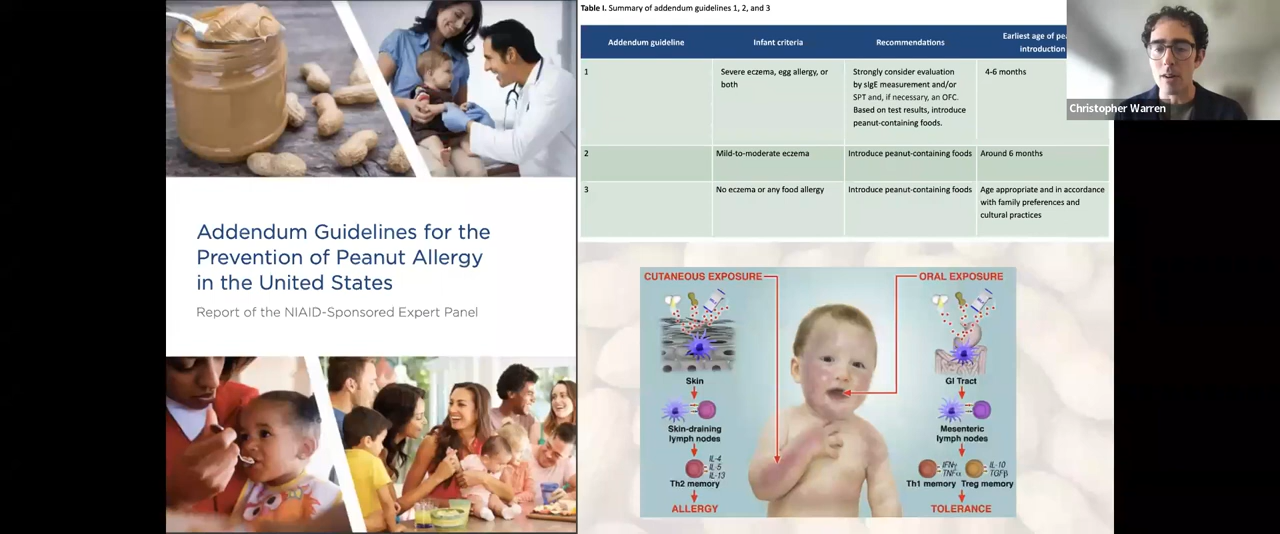 Addendum Guidelines for the
Prevention of Peanut Allergy
in the United States
Report of the NIAID-Sponsored Expert Panel
Table I. Summary of addendum guidelines 1, 2, and 3
Addendum guideline
Infant criteria
Recommendations
Earliest age of
introduction
1
Severe eczema, egg allergy, or
both
Strongly consider evaluation
by sIgE measurement and/or
SPT and, if necessary, an OFC.
Based on test results, introduce
peanut-containing foods.
4-6 months
2
Mild-to-moderate eczema
Introduce peanut-containing foods
Around 6 months
3
No eczema or any food allergy
Introduce peanut-containing foods
Age appropriate and in accordance
with family preferences and
cultural practices
Christopher Warren
CUTANEOUS EXPOSURE
Skin
Skin-draining
lymph nodes
IL-4
IL-5
IL-13
Th2 memory
ALLERGY
ORAL EXPOSURE
GI Tract
Mesenteric
lymph nodes
IFNγ
TNFα
IL-10
TGFβ
Th1 memory Treg memory
TOLERANCE